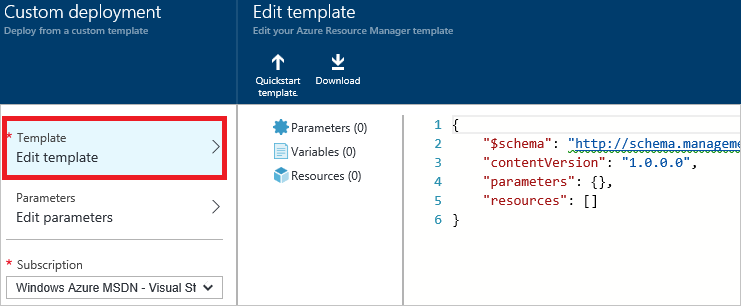 Custom deployment
Deploy from a custom template
* Template
Edit template
Parameters
Edit parameters
* Subscription
Windows Azure MSDN - Visual St
Edit template
Edit your Azure Resource Manager template
Quickstart
template
Download
Parameters (0)
Variables (0)
Resources (0)
1 {
2 "$schema": "http://schema.manageme
3 "contentVersion": "1.0.0.0",
4 "parameters": {},
5 "resources": []
6 }